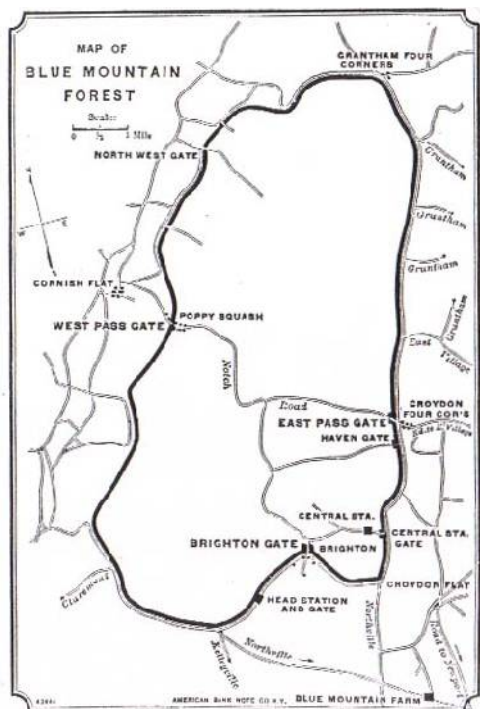 MAP OF
BLUE MOUNTAIN
FOREST
Scale
0 ½ 1 Mile
GRANTHAM FOUR
CORNERS
NORTH WEST GATE
Grantham
Grantham
Grantham
Grantham
W
E
CORNISH FLAT
POPPY SQUASH
WEST PASS GATE
East
Village
Notch
Road
CROYDON
FOUR COR'S
EAST PASS GATE
HAVEN GATE
Village
CENTRAL STA.
CENTRAL STA.
GATE
BRIGHTON GATE
BRIGHTON
CROYDON FLAT
Claremont
HEAD STATION
AND GATE
Northville
Northville
Kelleyville
Road to Newport
BLUE MOUNTAIN FARM
AMERICAN BANK NOTE CO N.Y.